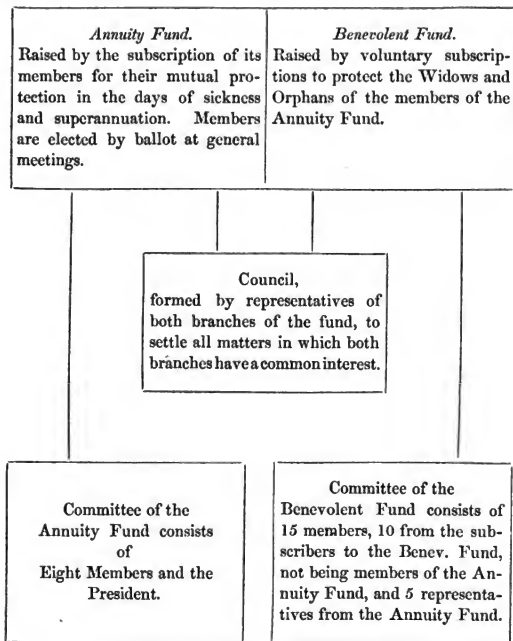 Annuity Fund.
Raised by the subscription of its
members for their mutual pro-
tection in the days of sickness
and superannuation. Members
are elected by ballot at general
meetings.
Benevolent Fund.
Raised by voluntary subscrip-
tions to protect the Widows and
Orphans of the members of the
Annuity Fund.
Council,
formed by representatives of
both branches of the fund, to
settle all matters in which both
branches have a common interest.
Committee of the
Annuity Fund consists
of
Eight Members and the
President.
Committee of the
Benevolent Fund consists of
15 members, 10 from the sub-
scribers to the Benev. Fund,
not being members of the An-
nuity Fund, and 5 representa-
tives from the Annuity Fund.